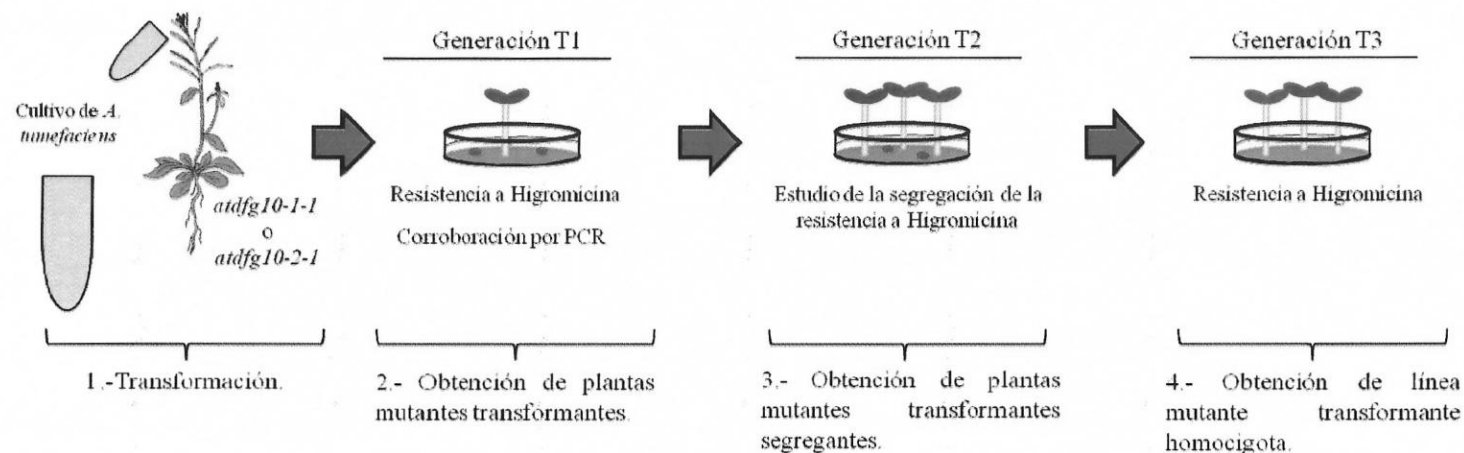 Cultivo de A.
tumefaciens
atdfg10-1-1
o
atdfg10-2-1
1.-Transformación.
Generación T1
Resistencia a Higromicina
Corroboración por PCR
2.- Obtención de plantas
mutantes transformantes.
Generación T2
Estudio de la segregación de la
resistencia a Higromicina
3.- Obtención de plantas
mutantes transformantes
segregantes.
Generación T3
Resistencia a Higromicina
4.- Obtención de línea
mutante transformante
homocigota.